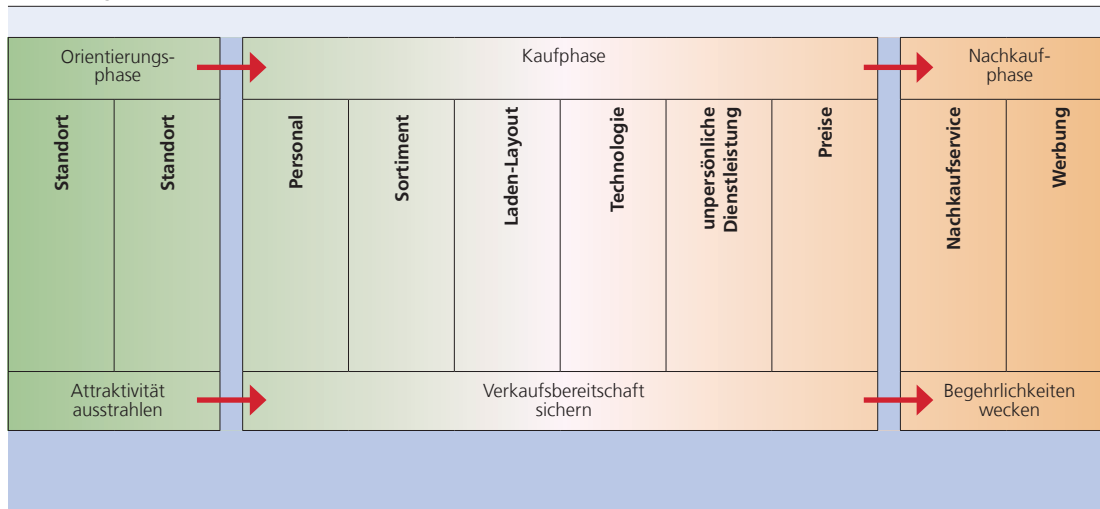 Orientierungs-
phase
Kaufphase
Nachkauf-
phase
Standort
Standort
Personal
Sortiment
Laden-Layout
Technologie
unpersönliche
Dienstleistung
Preise
Nachkaufservice
Werbung
Attraktivität
ausstrahlen
Verkaufsbereitschaft
sichern
Begehrlichkeiten
wecken